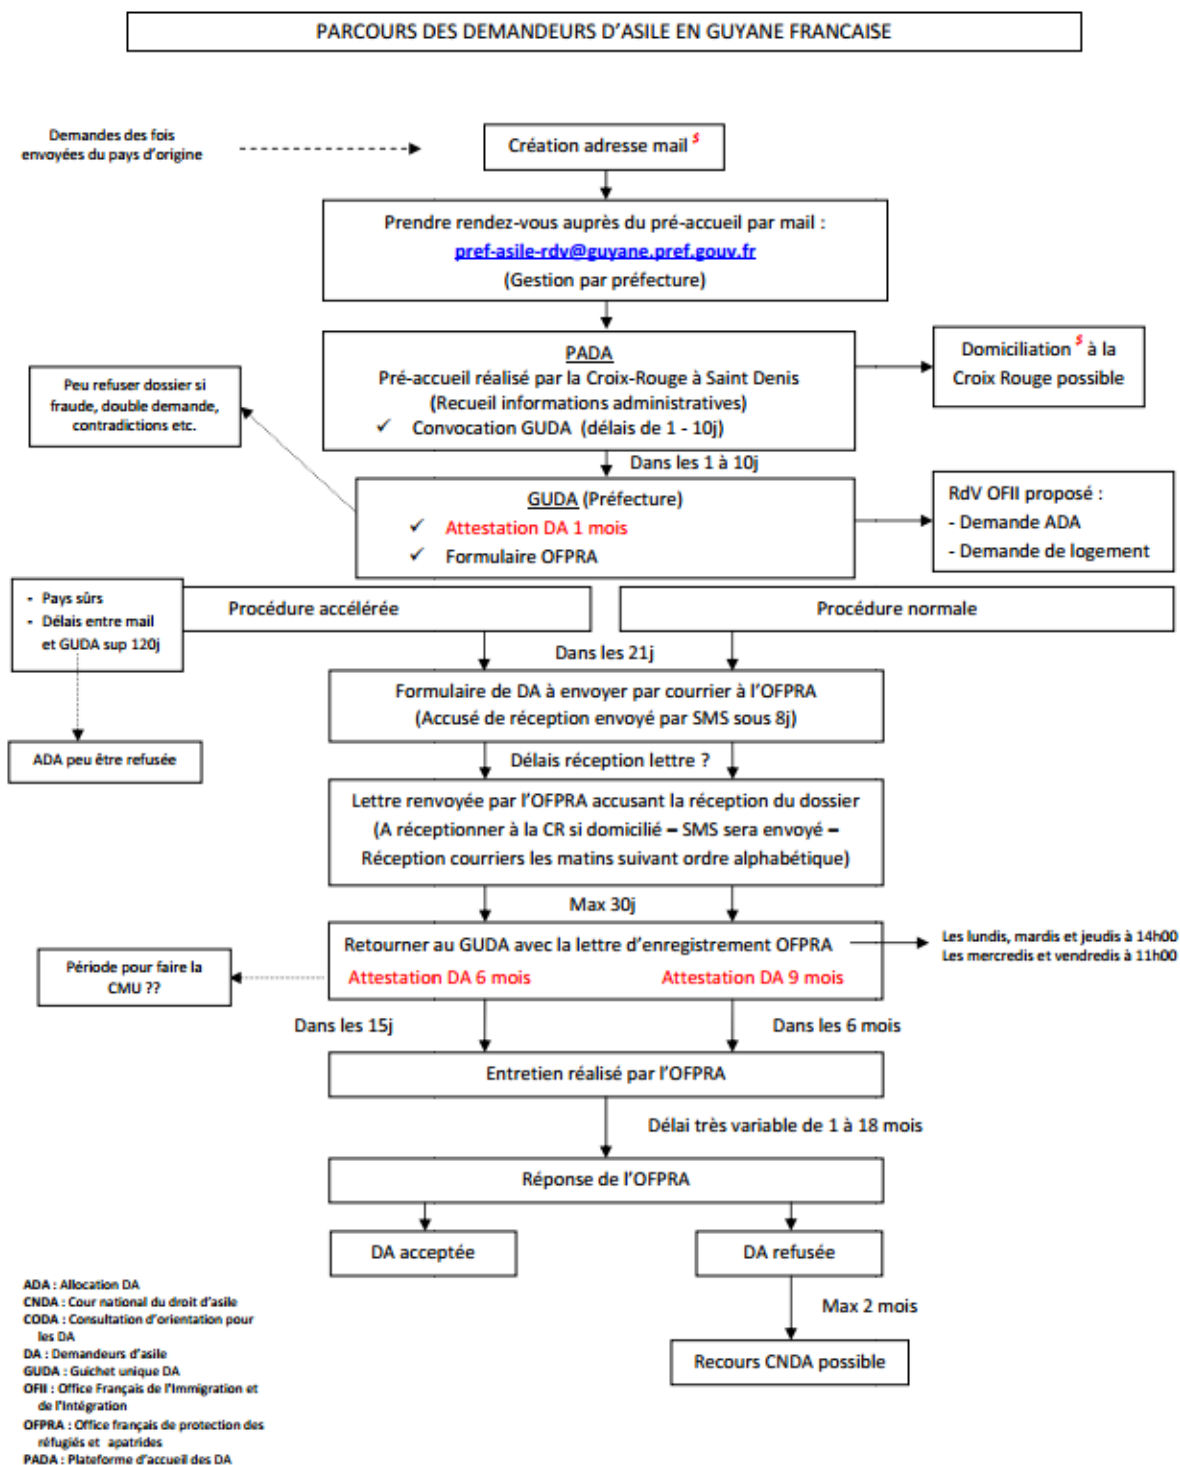 PARCOURS DES DEMANDEURS D'ASILE EN GUYANE FRANCAISE
Demandes des fois
envoyées du pays d'origine
Création adresse mail $
Prendre rendez-vous auprès du pré-accueil par mail :
pref-asile-rdv@guyane.pref.gouv.fr
(Gestion par préfecture)
PADA
Pré-accueil réalisé par la Croix-Rouge à Saint Denis
(Recueil informations administratives)
✓ Convocation GUDA (délais de 1 - 10j)
Domiciliation $ à la
Croix Rouge possible
Peu refuser dossier si
fraude, double demande,
contradictions etc.
Dans les 1 à 10j
GUDA (Préfecture)
✓ Attestation DA 1 mois
✓ Formulaire OFPRA
RdV OFII proposé :
- Demande ADA
- Demande de logement
- Pays sûrs
- Délais entre mail
et GUDA sup 120j
Procédure accélérée
Procédure normale
Dans les 21j
Formulaire de DA à envoyer par courrier à l'OFPRA
(Accusé de réception envoyé par SMS sous 8j)
ADA peu être refusée
Délais réception lettre ?
Lettre renvoyée par l'OFPRA accusant la réception du dossier
(A réceptionner à la CR si domicilié – SMS sera envoyé –
Réception courriers les matins suivant ordre alphabétique)
Max 30j
Retourner au GUDA avec la lettre d'enregistrement OFPRA
Attestation DA 6 mois
Attestation DA 9 mois
Les lundis, mardis et jeudis à 14h00
Les mercredis et vendredis à 11h00
Période pour faire la
CMU ??
Dans les 15j
Dans les 6 mois
Entretien réalisé par l'OFPRA
Délai très variable de 1 à 18 mois
Réponse de l'OFPRA
DA acceptée
DA refusée
Max 2 mois
Recours CNDA possible
ADA : Allocation DA
CNDA : Cour national du droit d'asile
CODA : Consultation d'orientation pour
les DA
DA : Demandeurs d'asile
GUDA : Guichet unique DA
OFII : Office Français de l'Immigration et
de l'Intégration
OFPRA : Office français de protection des
réfugiés et apatrides
PADA : Plateforme d'accueil des DA